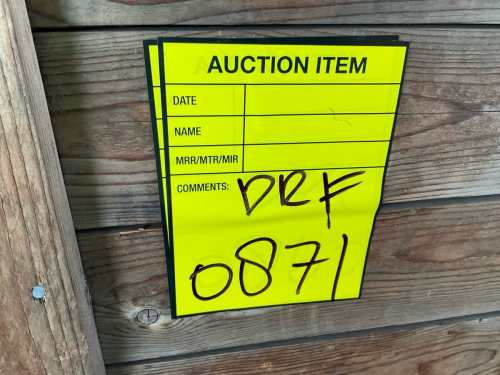 AUCTION ITEM
DATE
NAME
MRR/MTR/MIR
COMMENTS: DRF
0871